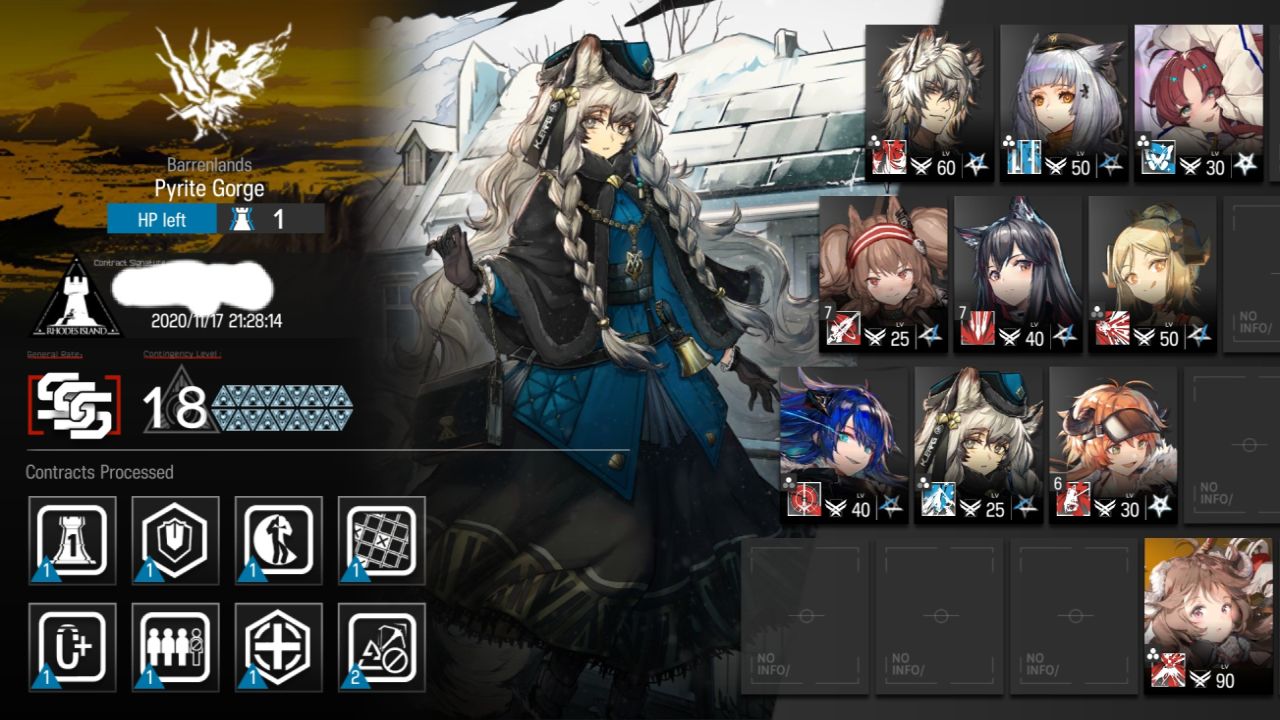 Barrenlands
Pyrite Gorge
HP left 1
Contract Signature
RHODES ISLAND
2020/11/17 21:28:14
General Rate:
Contingency Level:
18
Contracts Processed
1
1
1
1
1
1
1
2
LV 60
LV 50
LV 30
7 LV 25
7 LV 40
LV 50
NO INFO/
LV 40
LV 25
6 LV 30
NO INFO/
NO INFO/
NO INFO/
NO INFO/
LV 90